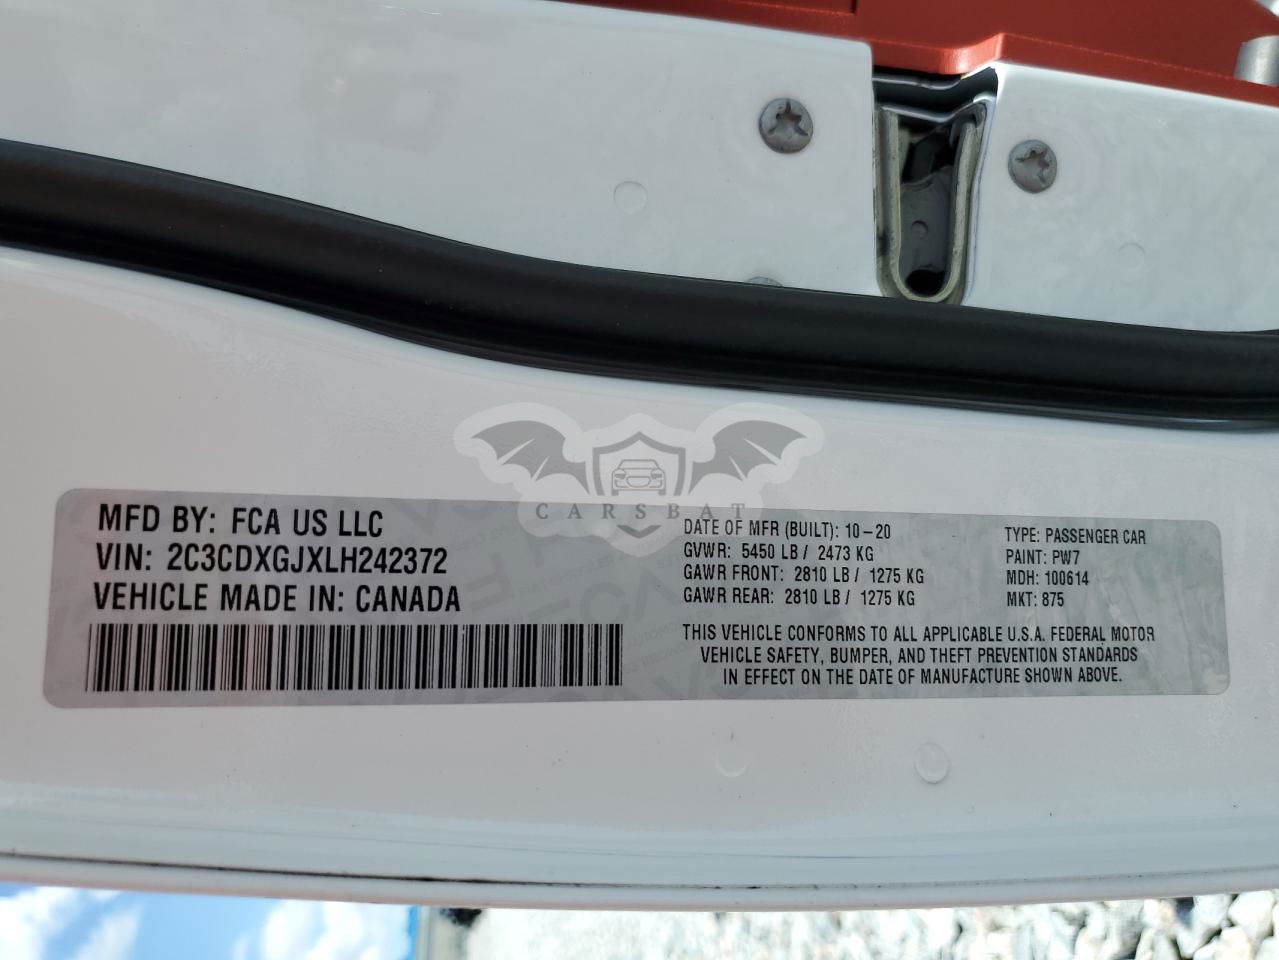 CARSBAT
MFD BY: FCA US LLC
VIN: 2C3CDXGJXLH242372
VEHICLE MADE IN: CANADA
DATE OF MFR (BUILT): 10-20
GVWR: 5450 LB / 2473 KG
GAWR FRONT: 2810 LB / 1275 KG
GAWR REAR: 2810 LB / 1275 KG
TYPE: PASSENGER CAR
PAINT: PW7
MDH: 100614
MKT: 875
THIS VEHICLE CONFORMS TO ALL APPLICABLE U.S.A. FEDERAL MOTOR
VEHICLE SAFETY, BUMPER, AND THEFT PREVENTION STANDARDS
IN EFFECT ON THE DATE OF MANUFACTURE SHOWN ABOVE.